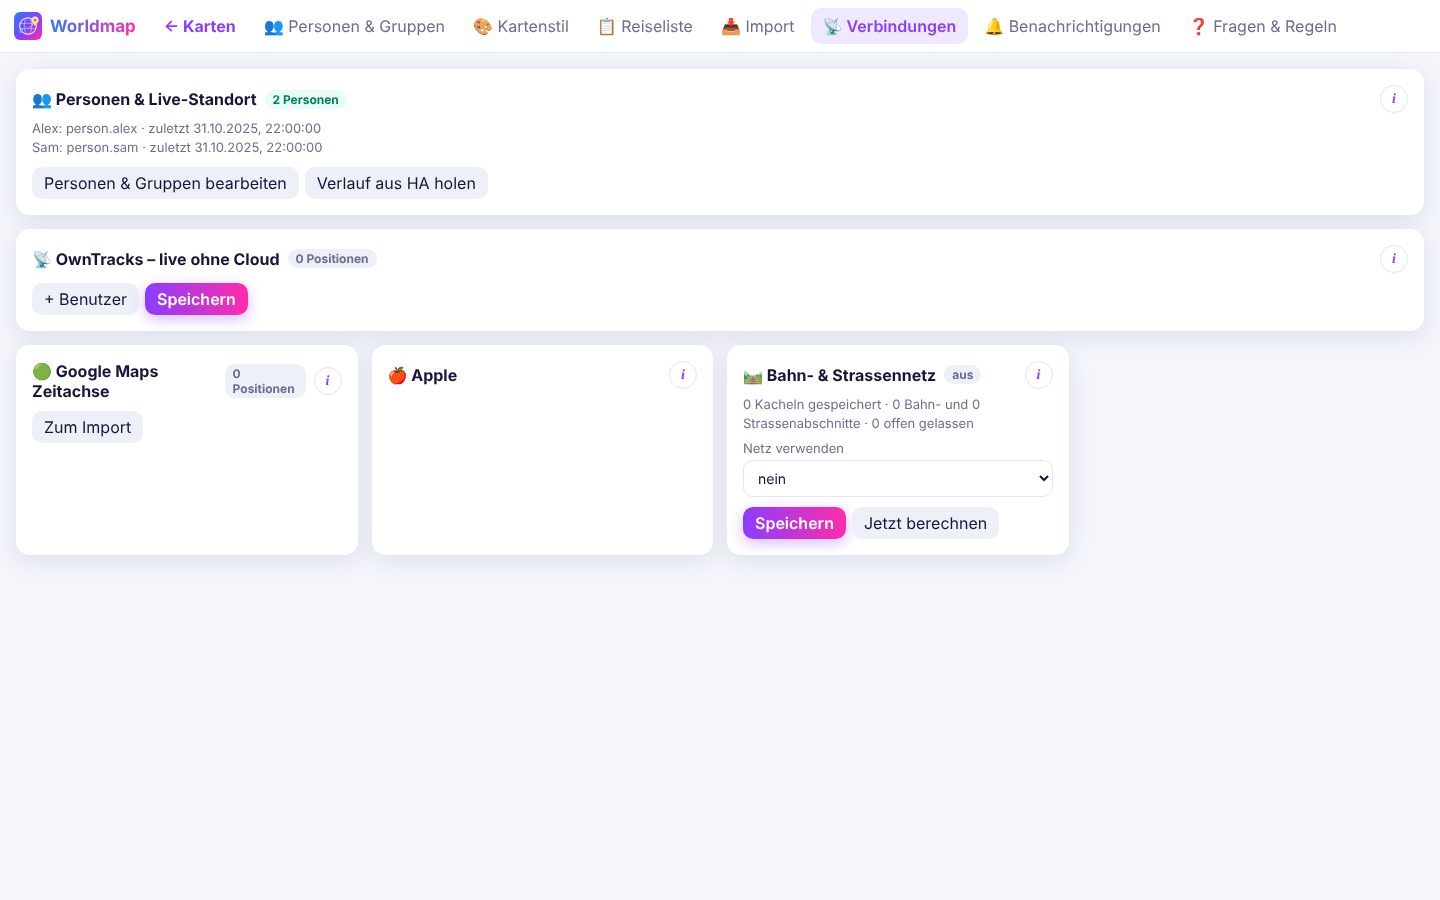 Worldmap ← Karten 👥 Personen & Gruppen 🎨 Kartenstil 📋 Reiseliste 📥 Import 📡 Verbindungen 🔔 Benachrichtigungen ❓ Fragen & Regeln
👥 Personen & Live-Standort 2 Personen i
Alex: person.alex · zuletzt 31.10.2025, 22:00:00
Sam: person.sam · zuletzt 31.10.2025, 22:00:00
Personen & Gruppen bearbeiten Verlauf aus HA holen
📡 OwnTracks – live ohne Cloud 0 Positionen i
+ Benutzer Speichern
🟢 Google Maps Zeitachse 0 Positionen i
Zum Import
🍎 Apple i
🛤️ Bahn- & Strassennetz aus i
0 Kacheln gespeichert · 0 Bahn- und 0
Strassenabschnitte · 0 offen gelassen
Netz verwenden
nein
Speichern Jetzt berechnen